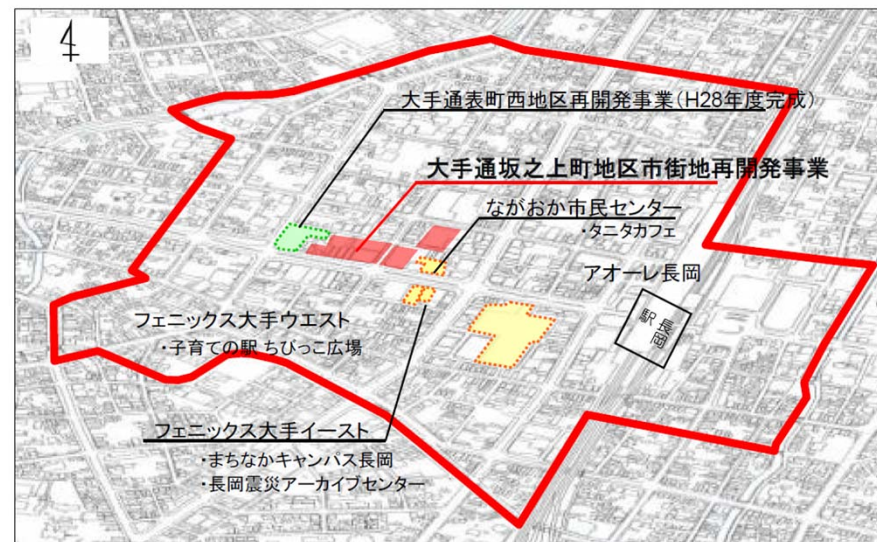 大手通表町西地区再開発事業(H28年度完成)
大手通坂之上町地区市街地再開発事業
ながおか市民センター
・タニタカフェ
アオーレ長岡
長岡駅
フェニックス大手ウエスト
・子育ての駅 ちびっこ広場
フェニックス大手イースト
・まちなかキャンパス長岡
・長岡震災アーカイブセンター